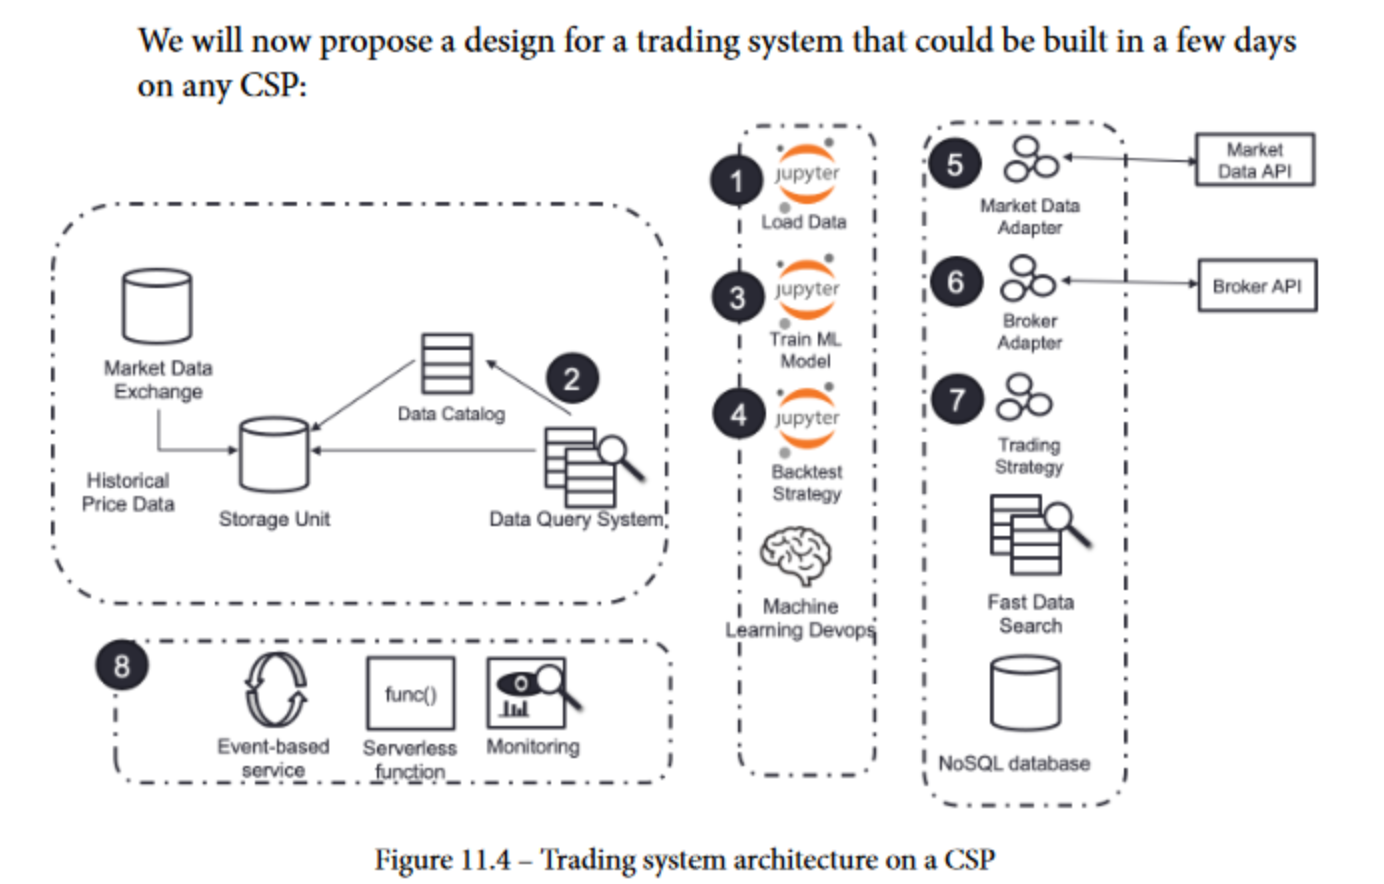 We will now propose a design for a trading system that could be built in a few days
on any CSP:
Market Data
Exchange
Historical
Price Data
Storage Unit
Data Catalog
2
Data Query System
8
Event-based
service
func()
Serverless
function
Monitoring
1
jupyter
Load Data
3
jupyter
Train ML
Model
4
jupyter
Backtest
Strategy
Machine
Learning Devops
5
Market Data
Adapter
Market
Data API
6
Broker
Adapter
Broker API
7
Trading
Strategy
Fast Data
Search
NoSQL database
Figure 11.4 – Trading system architecture on a CSP